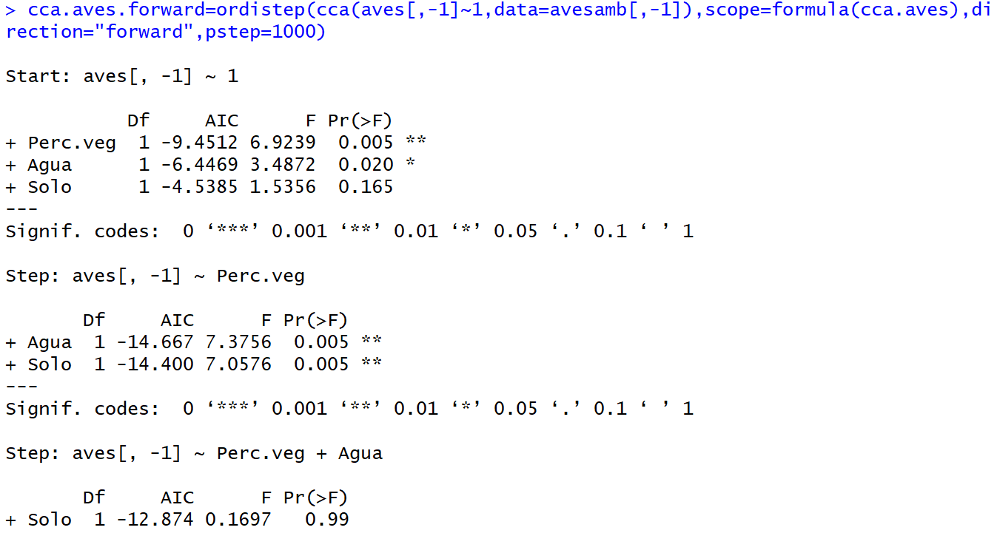 > cca.aves.forward=ordistep(cca(aves[,-1]~1,data=avesamb[,-1]),scope=formula(cca.aves),di
rection="forward",pstep=1000)
Start: aves[, -1] ~ 1
           Df     AIC      F Pr(>F)
+ Perc.veg  1 -9.4512 6.9239  0.005 **
+ Agua      1 -6.4469 3.4872  0.020 *
+ Solo      1 -4.5385 1.5356  0.165
---
Signif. codes:  0 ‘***’ 0.001 ‘**’ 0.01 ‘*’ 0.05 ‘.’ 0.1 ‘ ’ 1
Step: aves[, -1] ~ Perc.veg
       Df     AIC      F Pr(>F)
+ Agua  1 -14.667 7.3756  0.005 **
+ Solo  1 -14.400 7.0576  0.005 **
---
Signif. codes:  0 ‘***’ 0.001 ‘**’ 0.01 ‘*’ 0.05 ‘.’ 0.1 ‘ ’ 1
Step: aves[, -1] ~ Perc.veg + Agua
       Df     AIC      F Pr(>F)
+ Solo  1 -12.874 0.1697   0.99